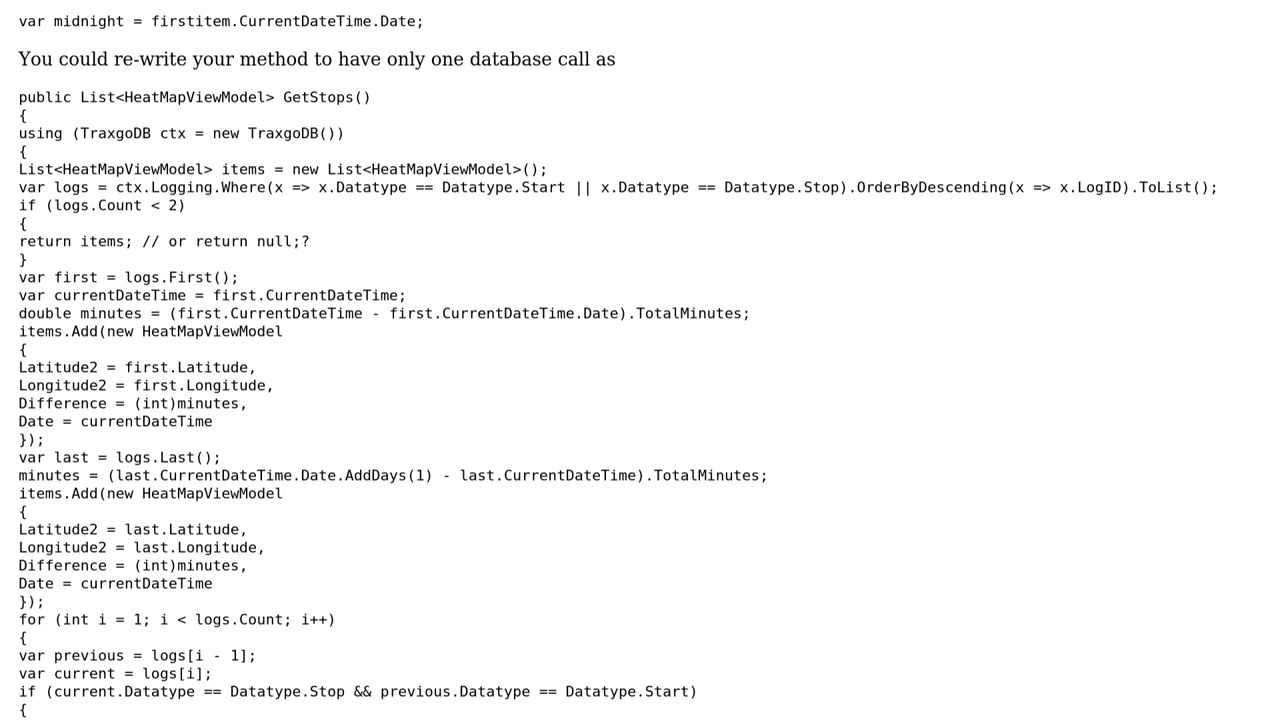 var midnight = firstitem.CurrentDateTime.Date;
You could re-write your method to have only one database call as
public List<HeatMapViewModel> GetStops()
{
using (TraxgoDB ctx = new TraxgoDB())
{
List<HeatMapViewModel> items = new List<HeatMapViewModel>();
var logs = ctx.Logging.Where(x => x.Datatype == Datatype.Start || x.Datatype == Datatype.Stop).OrderByDescending(x => x.LogID).ToList();
if (logs.Count < 2)
{
return items; // or return null;?
}
var first = logs.First();
var currentDateTime = first.CurrentDateTime;
double minutes = (first.CurrentDateTime - first.CurrentDateTime.Date).TotalMinutes;
items.Add(new HeatMapViewModel
{
Latitude2 = first.Latitude,
Longitude2 = first.Longitude,
Difference = (int)minutes,
Date = currentDateTime
});
var last = logs.Last();
minutes = (last.CurrentDateTime.Date.AddDays(1) - last.CurrentDateTime).TotalMinutes;
items.Add(new HeatMapViewModel
{
Latitude2 = last.Latitude,
Longitude2 = last.Longitude,
Difference = (int)minutes,
Date = currentDateTime
});
for (int i = 1; i < logs.Count; i++)
{
var previous = logs[i - 1];
var current = logs[i];
if (current.Datatype == Datatype.Stop && previous.Datatype == Datatype.Start)
{